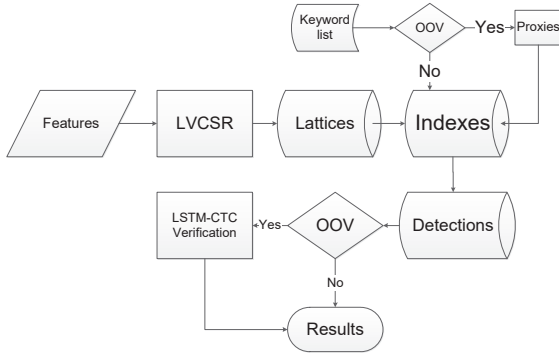 Keyword
list
OOV
Yes
Proxies
No
Features
LVCSR
Lattices
Indexes
LSTM-CTC
Verification
Yes
OOV
Detections
No
Results